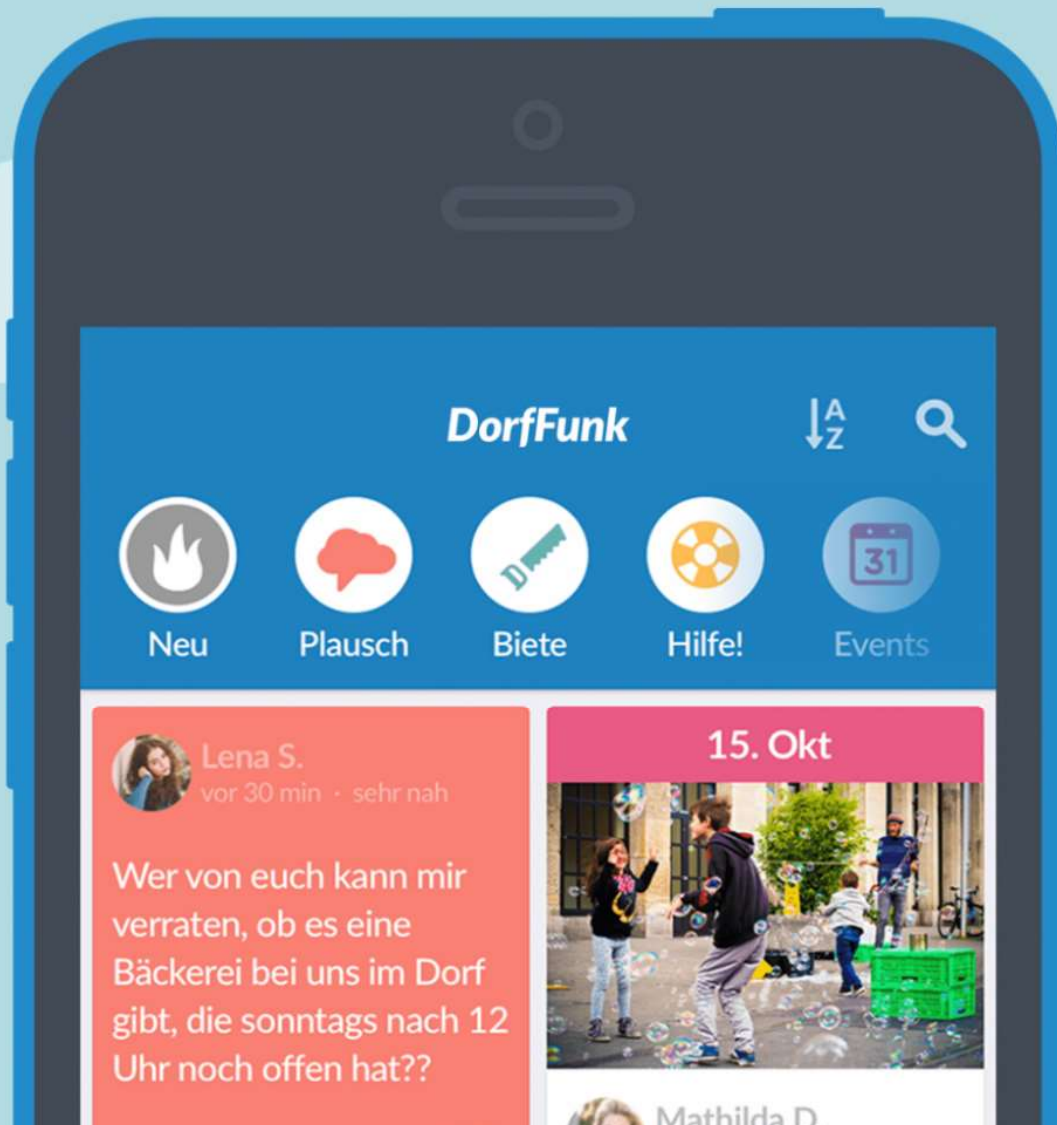 DorfFunk
A
Z
Neu
Plausch
Biete
Hilfe!
31
Events
Lena S.
vor 30 min · sehr nah
Wer von euch kann mir
verraten, ob es eine
Bäckerei bei uns im Dorf
gibt, die sonntags nach 12
Uhr noch offen hat??
15. Okt
Mathilda D.